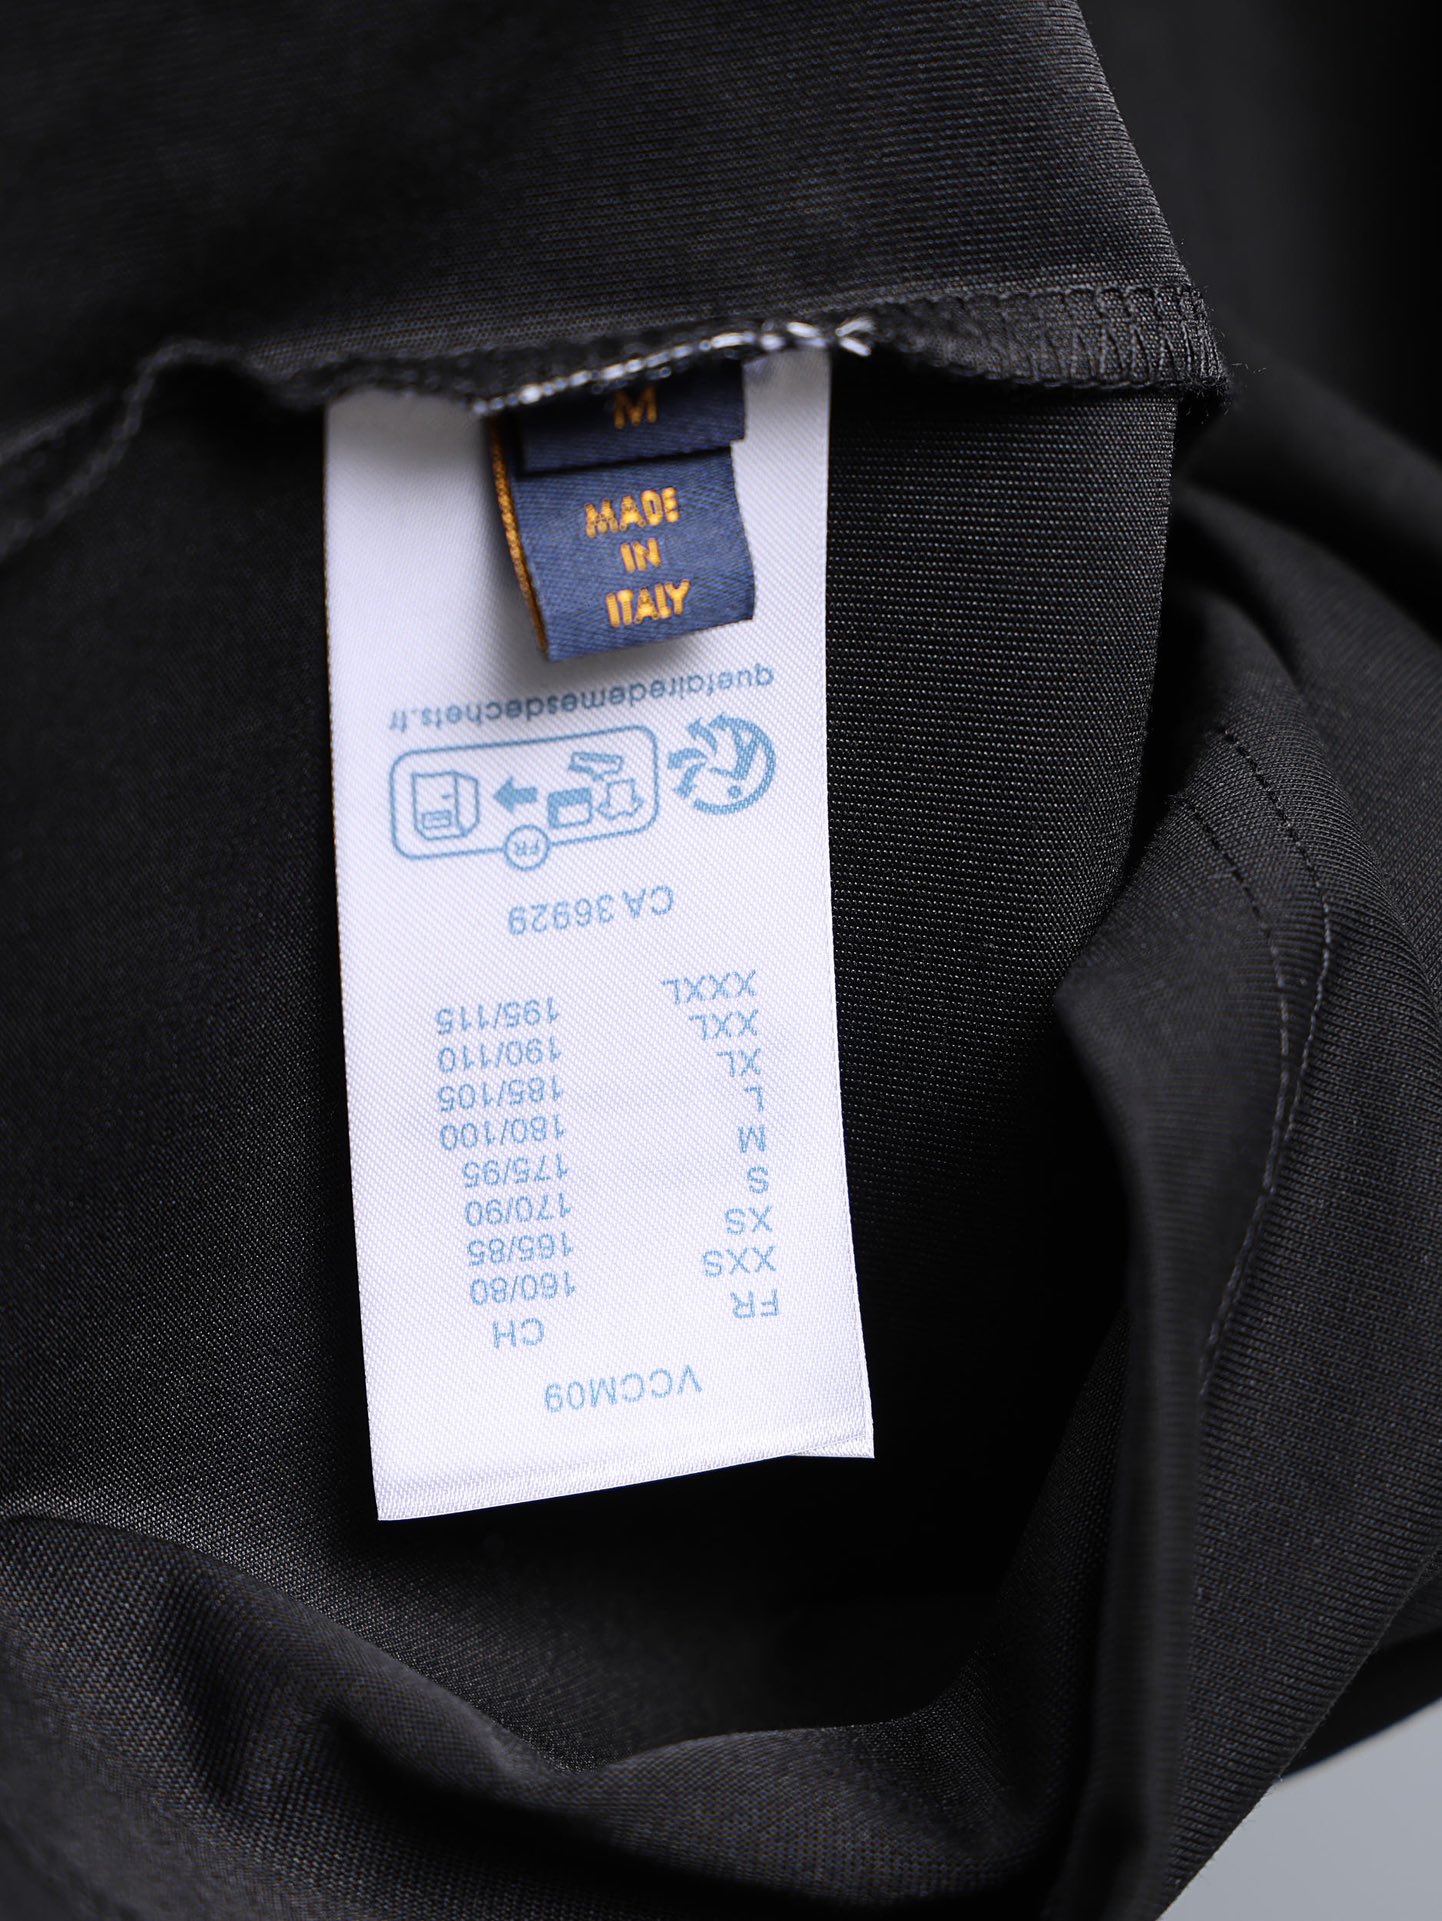 M
MADE
IN
ITALY
VCCM09
FR CH
XXS 160/80
XS 165/85
S 170/90
M 175/95
L 180/100
XL 185/105
XXL 190/110
XXXL 195/115
CA 36929
FR
quefairedemesdechets.fr